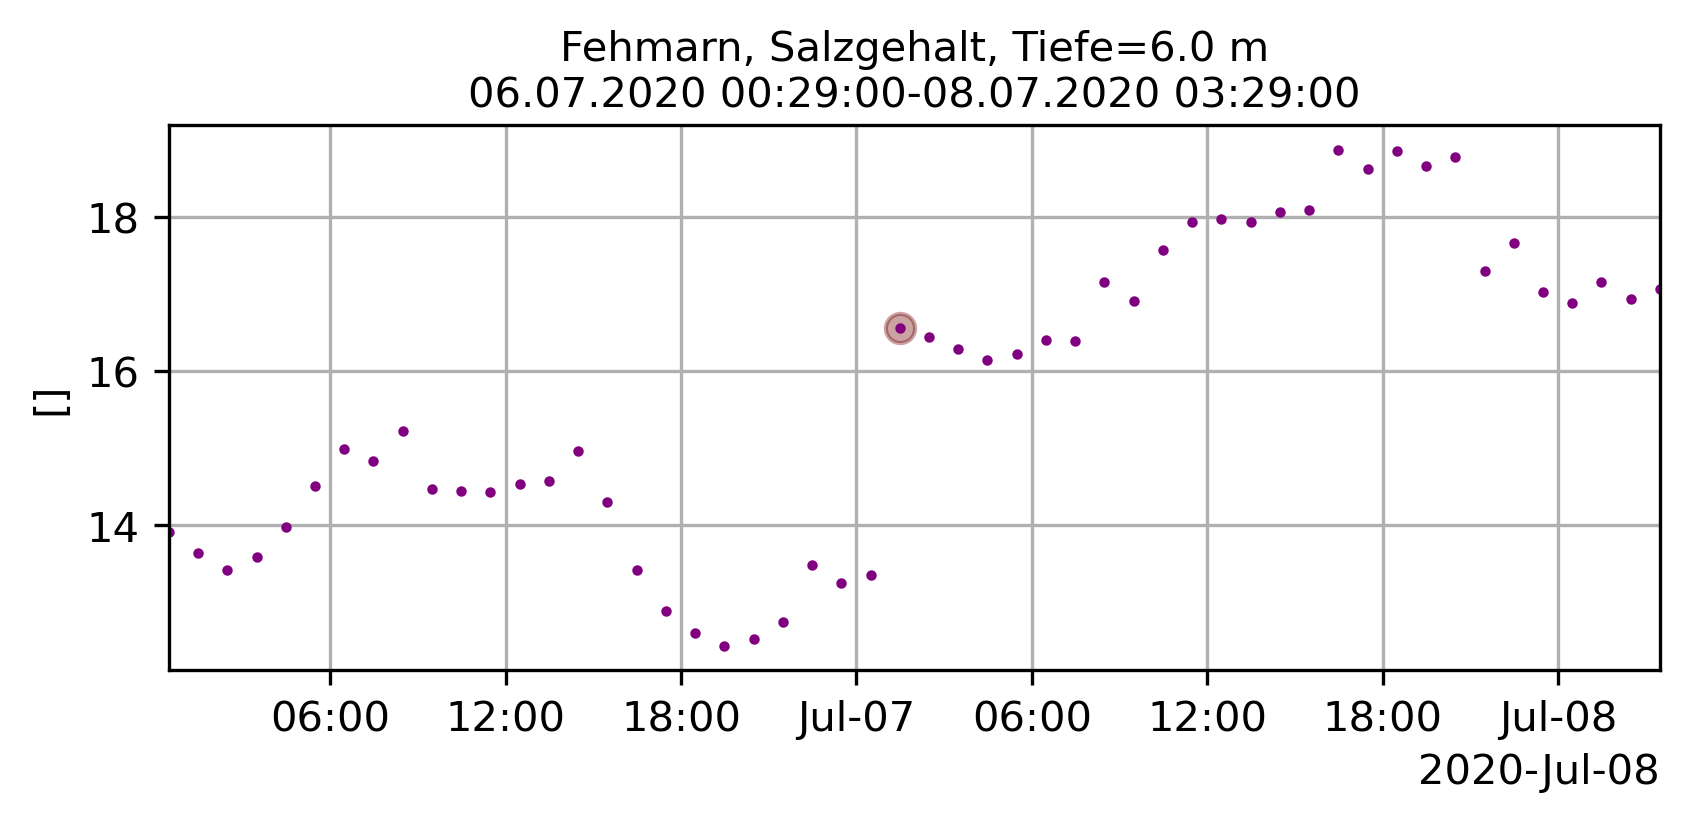 Fehmarn, Salzgehalt, Tiefe=6.0 m
06.07.2020 00:29:00-08.07.2020 03:29:00
18
16
14
[]
06:00 12:00 18:00 Jul-07 06:00 12:00 18:00 Jul-08
2020-Jul-08